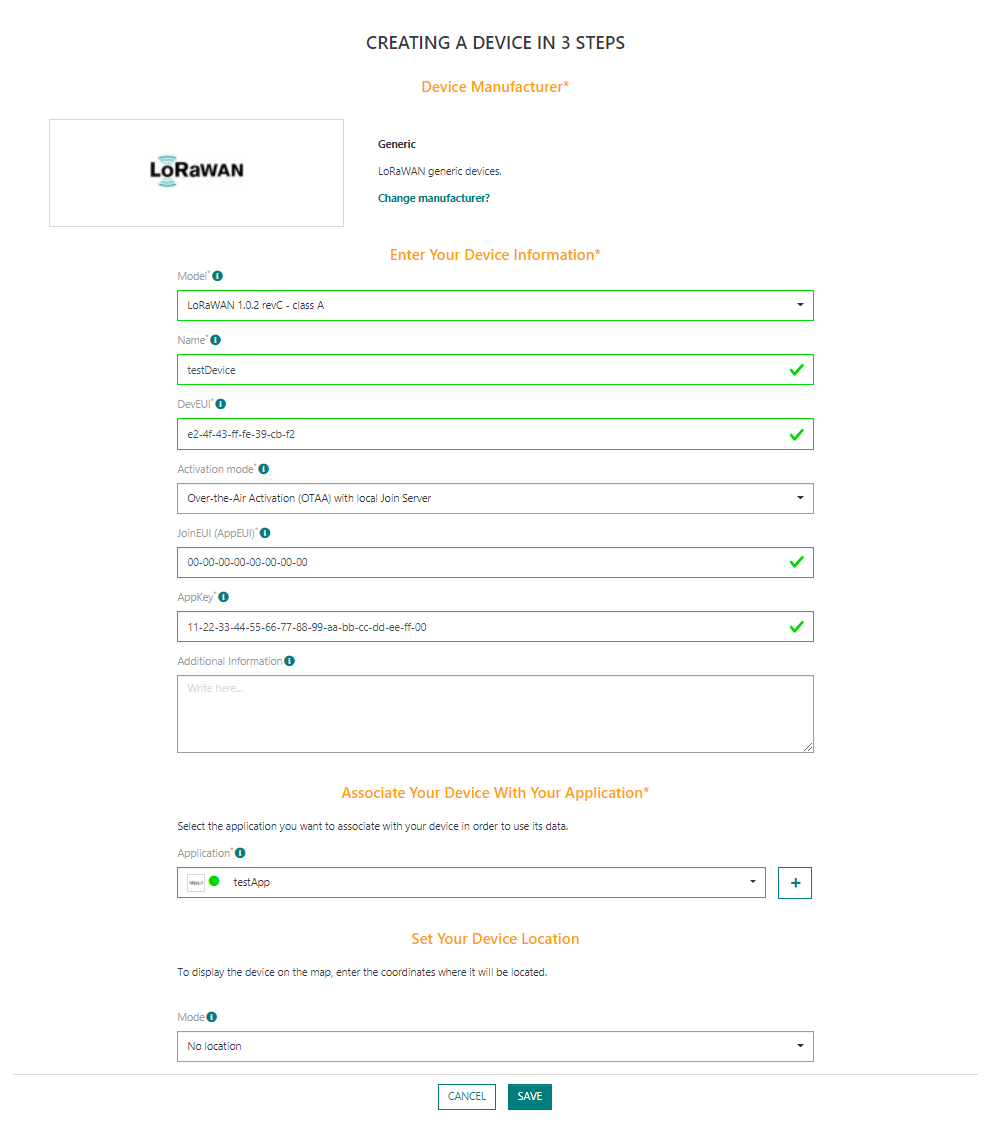 CREATING A DEVICE IN 3 STEPS
Device Manufacturer*
LoRaWAN
Generic
LoRaWAN generic devices.
Change manufacturer?
Enter Your Device Information*
Model*
LoRaWAN 1.0.2 revC - class A
Name*
testDevice
DevEUI*
e2-4f-43-ff-fe-39-cb-f2
Activation mode*
Over-the-Air Activation (OTAA) with local Join Server
JoinEUI (AppEUI)*
00-00-00-00-00-00-00-00
AppKey*
11-22-33-44-55-66-77-88-99-aa-bb-cc-dd-ee-ff-00
Additional Information
Write here...
Associate Your Device With Your Application*
Select the application you want to associate with your device in order to use its data.
Application*
https:// testApp
+
Set Your Device Location
To display the device on the map, enter the coordinates where it will be located.
Mode
No location
CANCEL SAVE